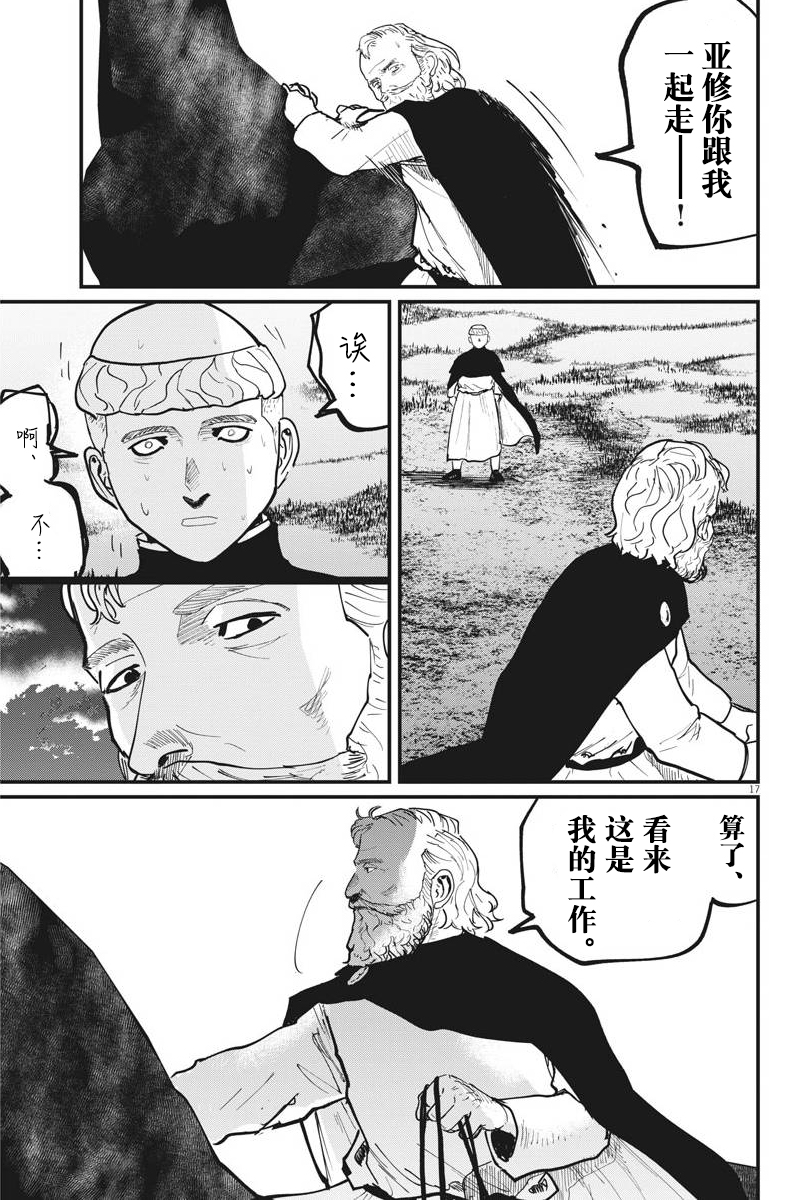 亚修你跟我
一起走——！
诶…
啊、
不…
17
算了、
看来
这是
我的工作。